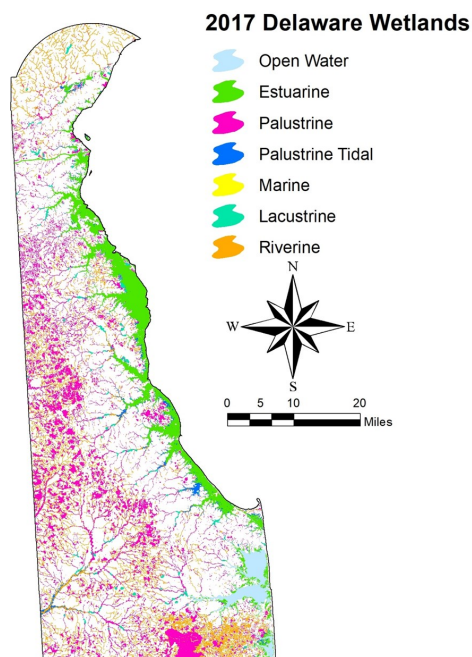 2017 Delaware Wetlands
Open Water
Estuarine
Palustrine
Palustrine Tidal
Marine
Lacustrine
Riverine
N
W E
S
0 5 10 20
Miles